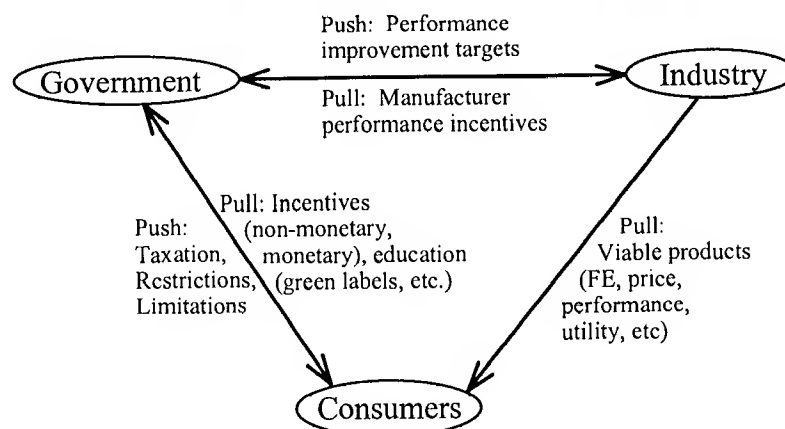 Push: Performance
improvement targets
Government
Industry
Pull: Manufacturer
performance incentives
Pull: Incentives
(non-monetary,
monetary), education
(green labels, etc.)
Push:
Taxation,
Restrictions,
Limitations
Pull:
Viable products
(FE, price,
performance,
utility, etc)
Consumers